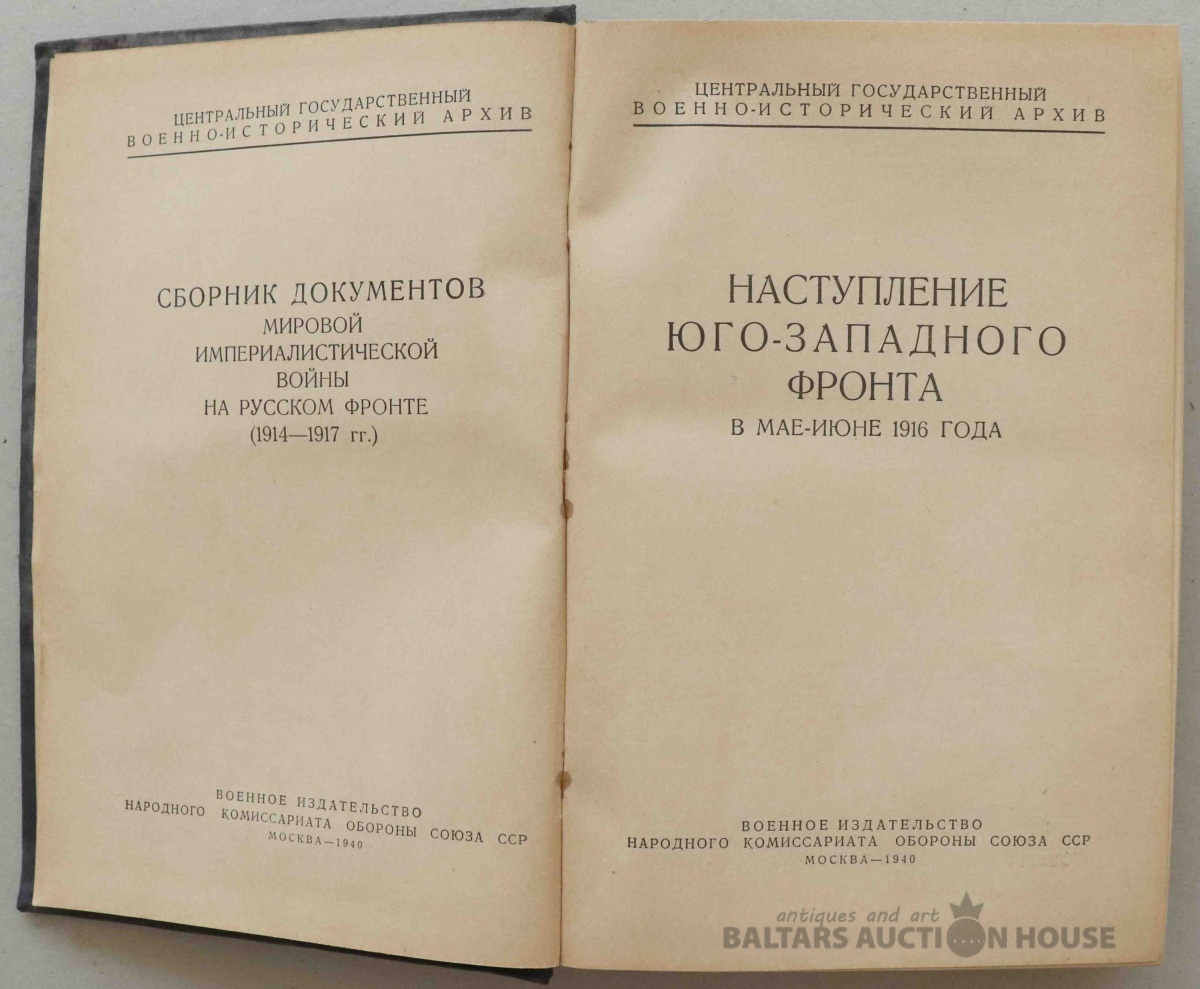 ЦЕНТРАЛЬНЫЙ ГОСУДАРСТВЕННЫЙ
ВОЕННО-ИСТОРИЧЕСКИЙ АРХИВ
СБОРНИК ДОКУМЕНТОВ
МИРОВОЙ
ИМПЕРИАЛИСТИЧЕСКОЙ
ВОЙНЫ
НА РУССКОМ ФРОНТЕ
(1914—1917 гг.)
ВОЕННОЕ ИЗДАТЕЛЬСТВО
НАРОДНОГО КОМИССАРИАТА ОБОРОНЫ СОЮЗА ССР
МОСКВА—1940
ЦЕНТРАЛЬНЫЙ ГОСУДАРСТВЕННЫЙ
ВОЕННО-ИСТОРИЧЕСКИЙ АРХИВ
НАСТУПЛЕНИЕ
ЮГО-ЗАПАДНОГО
ФРОНТА
В МАЕ-ИЮНЕ 1916 ГОДА
ВОЕННОЕ ИЗДАТЕЛЬСТВО
НАРОДНОГО КОМИССАРИАТА ОБОРОНЫ СОЮЗА ССР
МОСКВА—1940
antiques and art
BALTARS AUCTION HOUSE